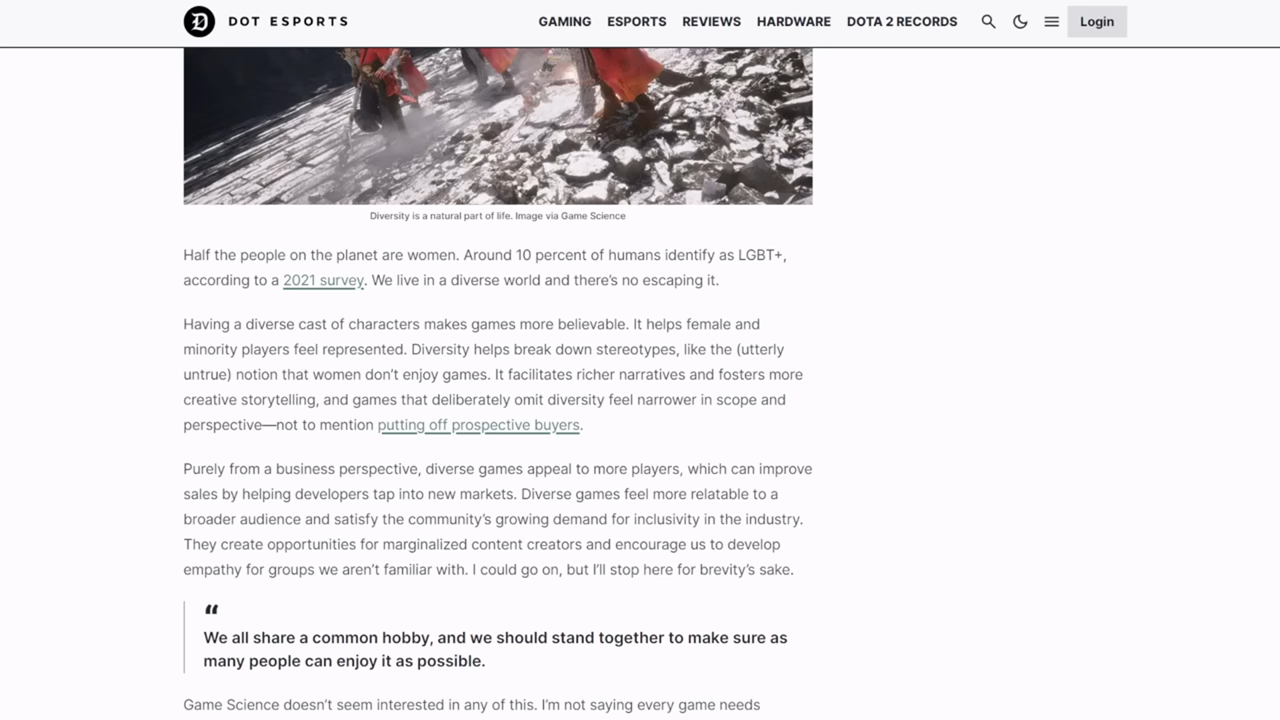 DOT ESPORTS GAMING ESPORTS REVIEWS HARDWARE DOTA 2 RECORDS Login
Diversity is a natural part of life. Image via Game Science
Half the people on the planet are women. Around 10 percent of humans identify as LGBT+,
according to a 2021 survey. We live in a diverse world and there’s no escaping it.
Having a diverse cast of characters makes games more believable. It helps female and
minority players feel represented. Diversity helps break down stereotypes, like the (utterly
untrue) notion that women don’t enjoy games. It facilitates richer narratives and fosters more
creative storytelling, and games that deliberately omit diversity feel narrower in scope and
perspective—not to mention putting off prospective buyers.
Purely from a business perspective, diverse games appeal to more players, which can improve
sales by helping developers tap into new markets. Diverse games feel more relatable to a
broader audience and satisfy the community’s growing demand for inclusivity in the industry.
They create opportunities for marginalized content creators and encourage us to develop
empathy for groups we aren’t familiar with. I could go on, but I’ll stop here for brevity’s sake.
“
We all share a common hobby, and we should stand together to make sure as
many people can enjoy it as possible.
Game Science doesn’t seem interested in any of this. I’m not saying every game needs